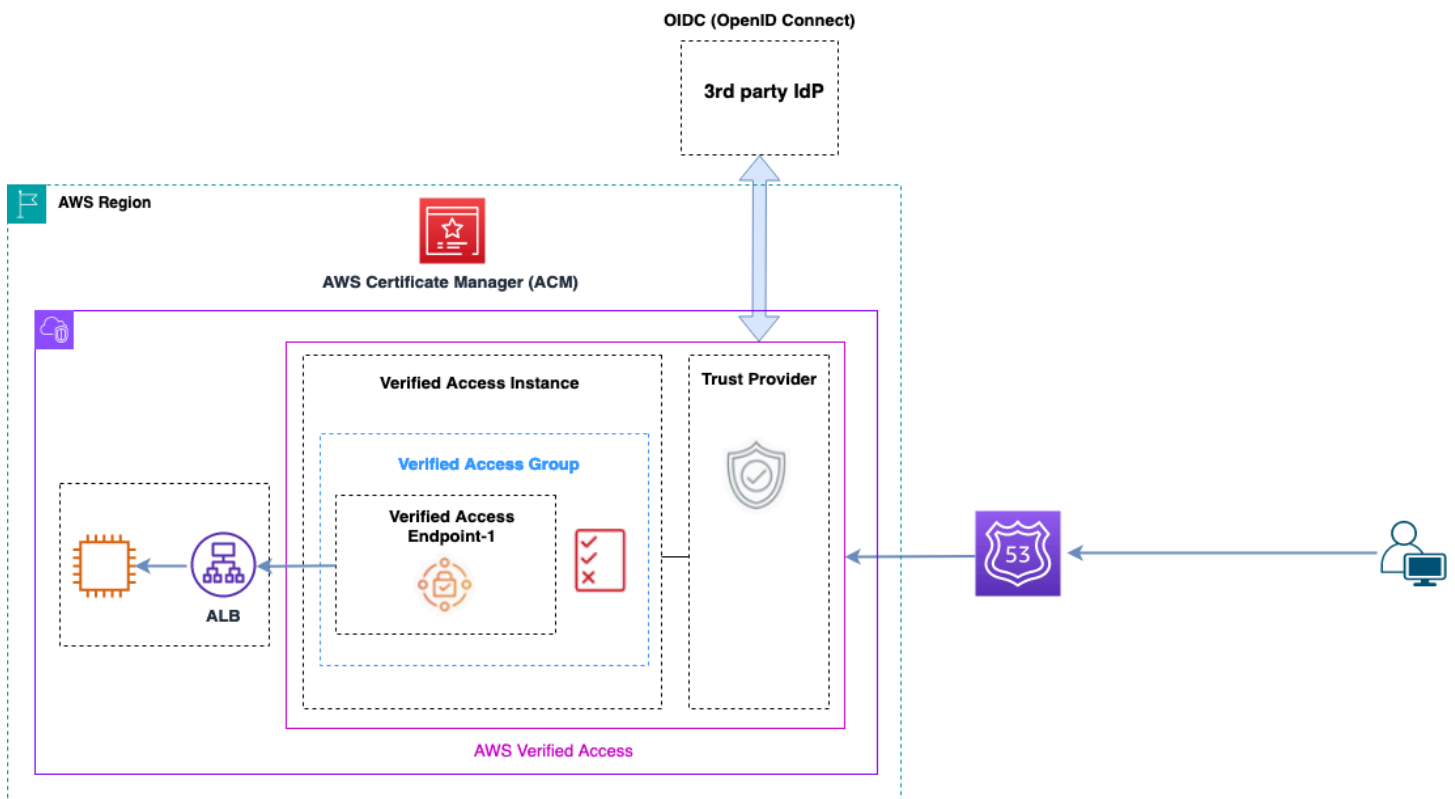 OIDC (OpenID Connect)
3rd party IdP
AWS Region
AWS Certificate Manager (ACM)
Verified Access Instance
Trust Provider
Verified Access Group
Verified Access
Endpoint-1
53
ALB
AWS Verified Access